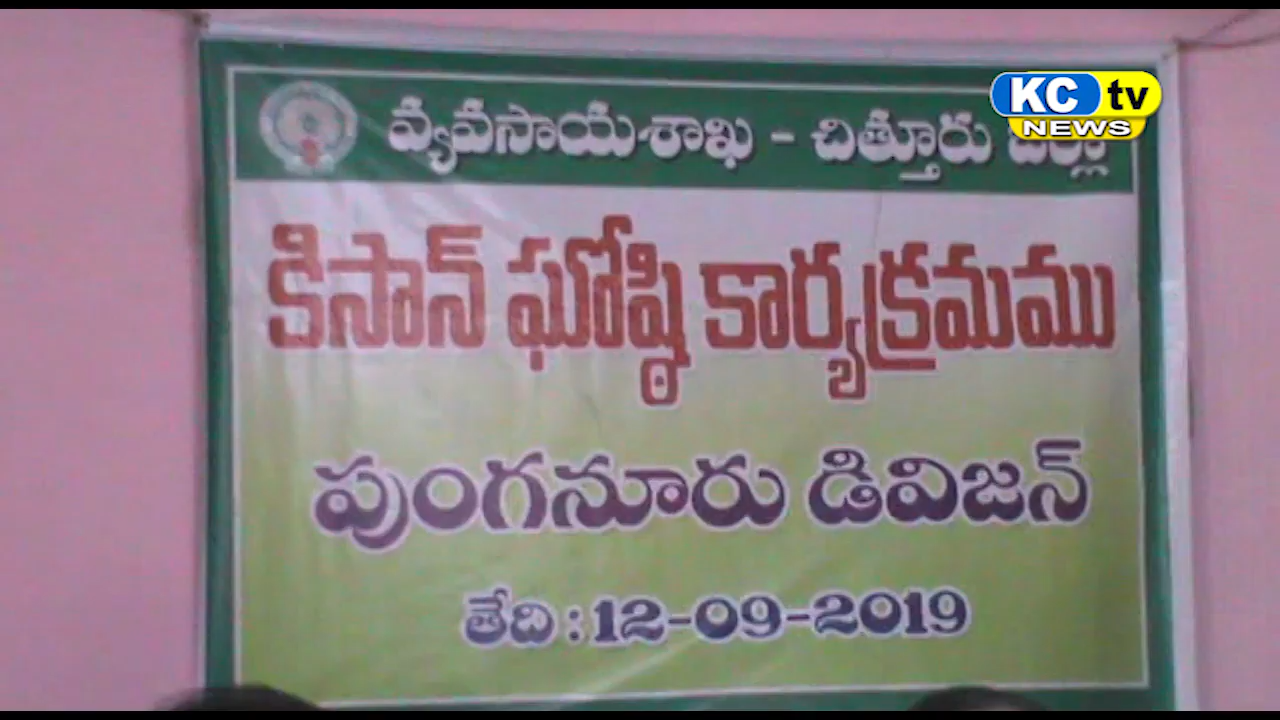 KC tv
NEWS
వ్యవసాయశాఖ - చిత్తూరు జిల్లా
కిసాన్ ఘోష్ఠి కార్యక్రమము
పుంగనూరు డివిజన్
తేది : 12-09-2019